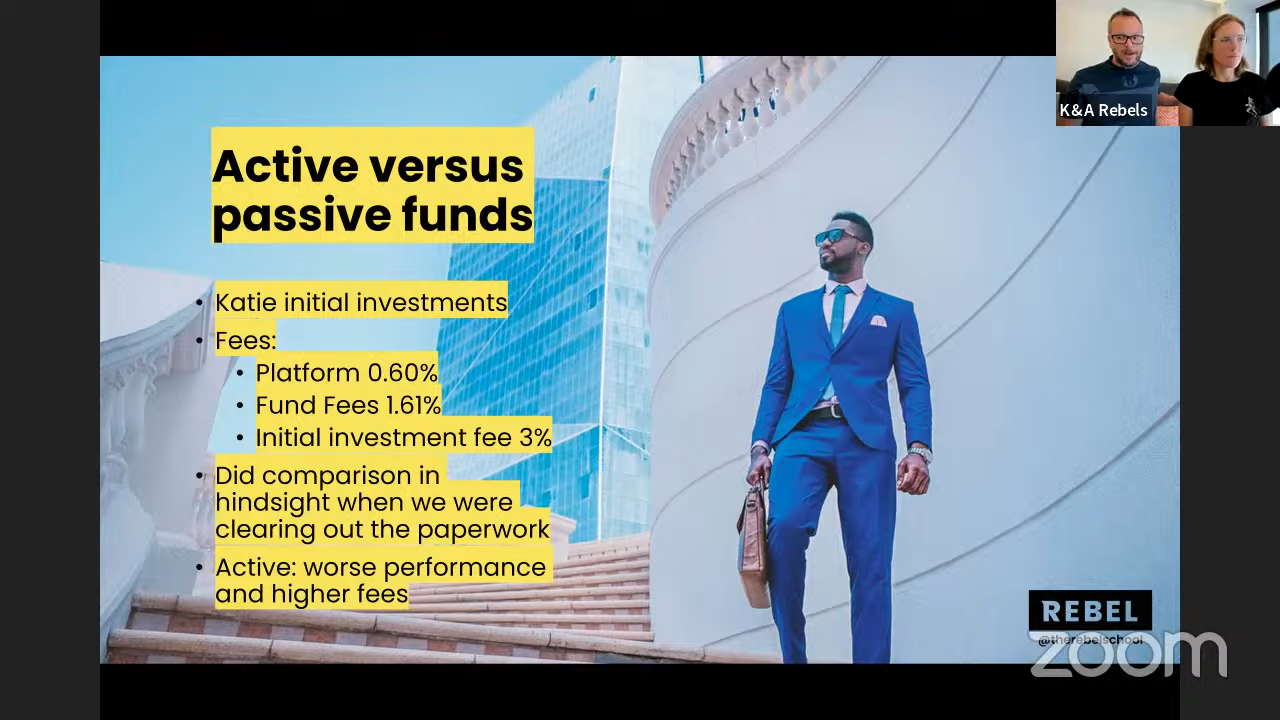 K&A Rebels
Active versus
passive funds
• Katie initial investments
• Fees:
• Platform 0.60%
• Fund Fees 1.61%
• Initial investment fee 3%
• Did comparison in
hindsight when we were
clearing out the paperwork
• Active: worse performance
and higher fees
REBEL
@therebelschool
zoom